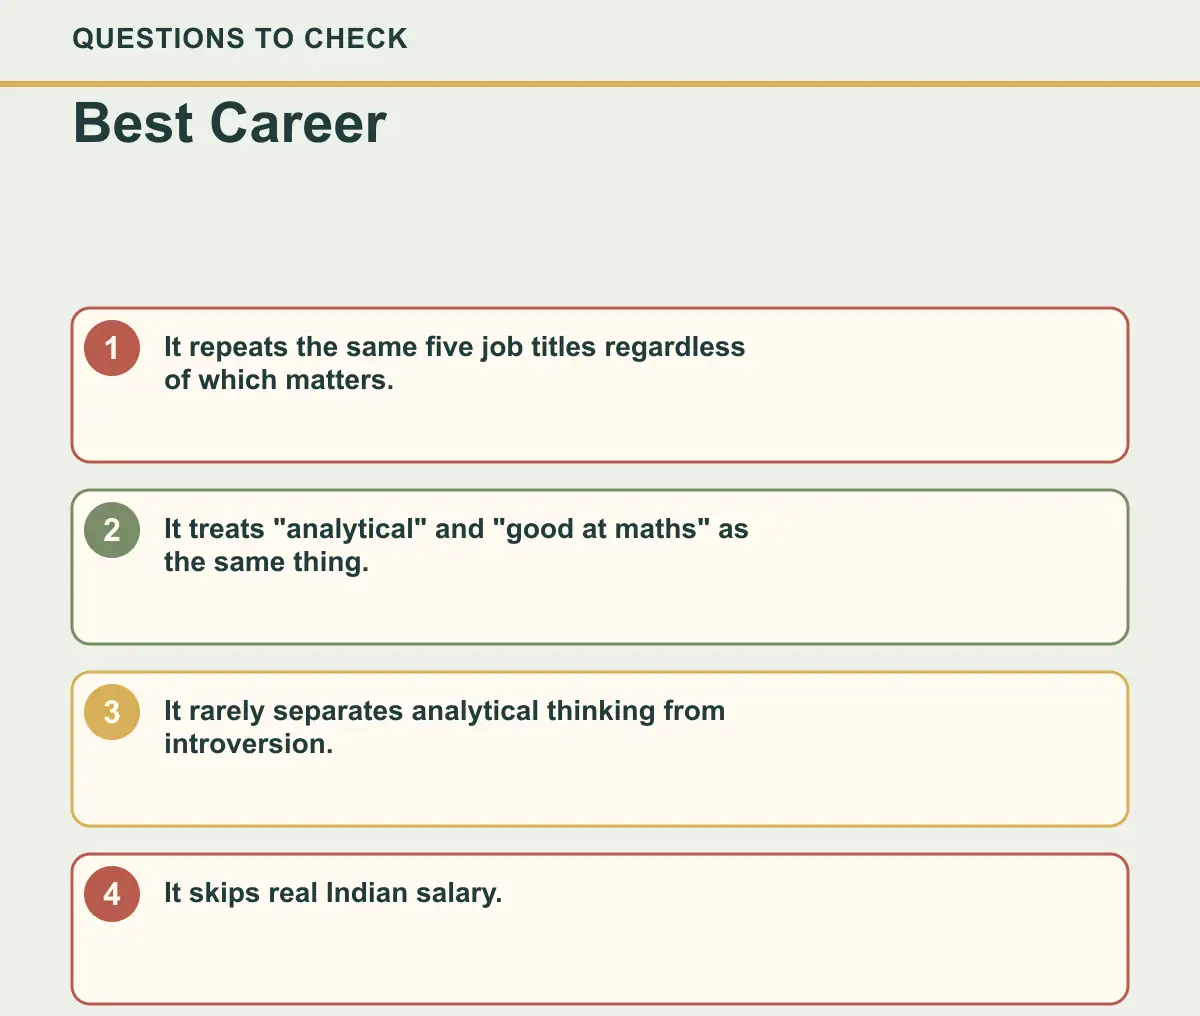 QUESTIONS TO CHECK
Best Career
1
It repeats the same five job titles regardless
of which matters.
2
It treats "analytical" and "good at maths" as
the same thing.
3
It rarely separates analytical thinking from
introversion.
4
It skips real Indian salary.